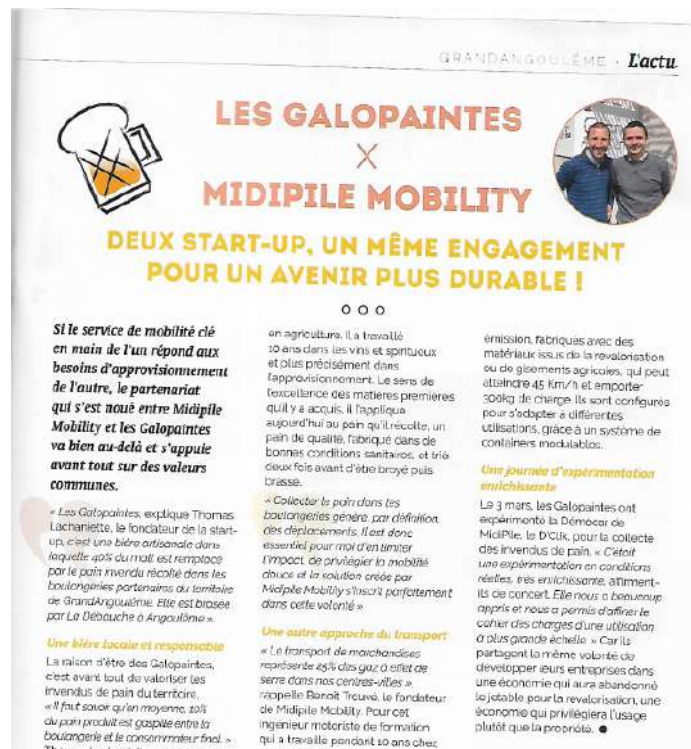 GRANDANGOULÊME · L'actu
LES GALOPAINTES
X
MIDIPILE MOBILITY
DEUX START-UP, UN MÊME ENGAGEMENT
POUR UN AVENIR PLUS DURABLE !
Si le service de mobilité clé
en main de l'un répond aux
besoins d'approvisionnement
de l'autre, le partenariat
qui s'est noué entre Midipile
Mobility et les Galopaintes
va bien au-delà et s'appuie
avant tout sur des valeurs
communes.
« Les Galopaintes, explique Thomas
Lachaniette, le fondateur de la start-
up, c'est une bière artisanale dans
laquelle 40% du malt est remplacé
par le pain invendu récolté dans les
boulangeries partenaires du territoire
de GrandAngoulême. Elle est brassée
par La Débauche à Angoulême ».
Une bière locale et responsable
La raison d'être des Galopaintes,
c'est avant tout de valoriser les
invendus de pain du territoire.
« Il faut savoir qu'en moyenne, 10%
du pain produit est gaspillé entre la
boulangerie et le consommateur final. »
en agriculture. Il a travaillé
10 ans dans les vins et spiritueux
et plus précisément dans
l'approvisionnement. Le sens de
l'excellence des matières premières
qu'il y a acquis, il l'applique
aujourd'hui au pain qu'il récolte, un
pain de qualité, fabriqué dans de
bonnes conditions sanitaires, et trié
deux fois avant d'être broyé puis
brassé.
« Collecter le pain dans les
boulangeries génère, par définition,
des déplacements. Il est donc
essentiel pour moi d'en limiter
l'impact, de privilégier la mobilité
douce et la solution créée par
Midipile Mobility s'inscrit parfaitement
dans cette volonté »
Une autre approche du transport
« Le transport de marchandises
représente 25% des gaz à effet de
serre dans nos centres-villes »
rappelle Benoit Trouvé, le fondateur
de Midipile Mobility. Pour cet
ingénieur motoriste de formation
qui a travaillé pendant 10 ans chez
émission, fabriqués avec des
matériaux issus de la revalorisation
ou de gisements agricoles, qui peut
atteindre 45 Km/h et emporter
300kg de charge. Ils sont configurés
pour s'adapter à différentes
utilisations, grâce à un système de
containers modulables.
Une journée d'expérimentation
enrichissante
Le 3 mars, les Galopaintes ont
expérimenté la Démocar de
MidiPile, le D'Clik, pour la collecte
des invendus de pain. « C'était
une expérimentation en conditions
réelles, très enrichissante, affirment-
ils de concert. Elle nous a beaucoup
appris et nous a permis d'affiner le
cahier des charges d'une utilisation
à plus grande échelle. » Car ils
partagent la même volonté de
développer leurs entreprises dans
une économie qui aura abandonné
le jetable pour la revalorisation, une
économie qui privilégiera l'usage
plutôt que la propriété.